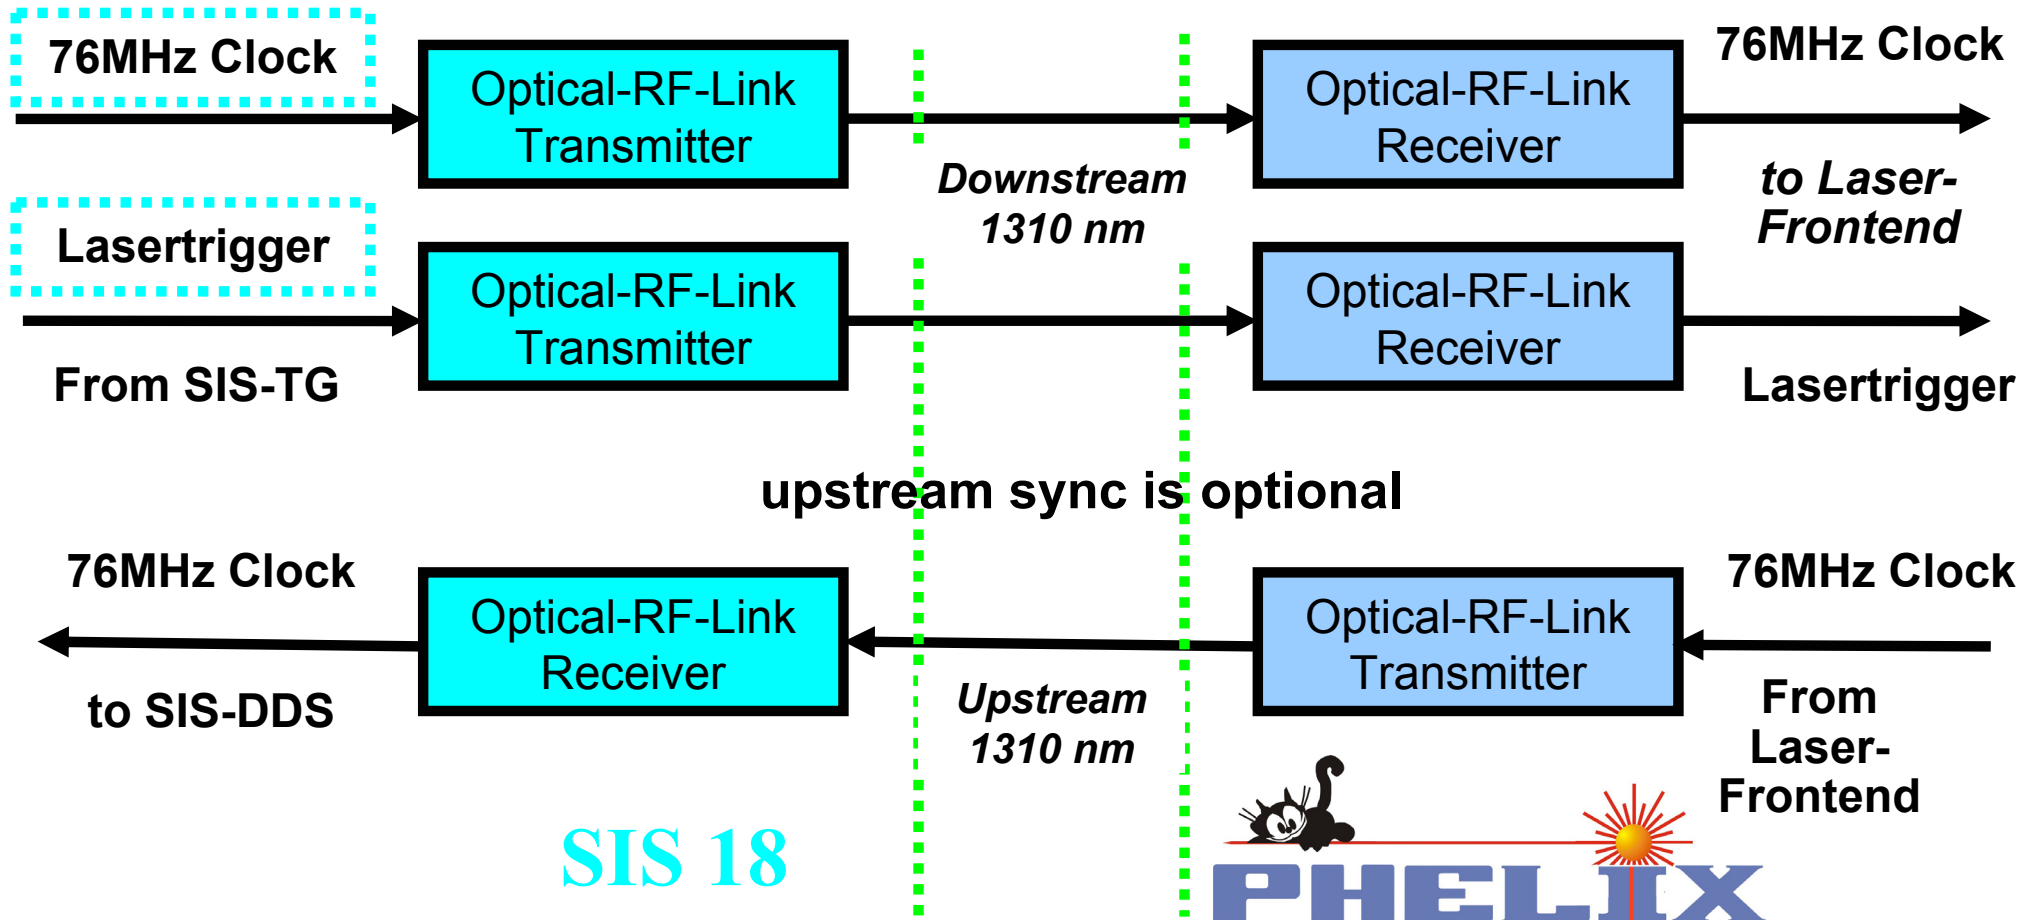 76MHz Clock
Optical-RF-Link
Transmitter
Optical-RF-Link
Receiver
76MHz Clock
Downstream
1310 nm
to Laser-
Frontend
Lasertrigger
Optical-RF-Link
Transmitter
Optical-RF-Link
Receiver
From SIS-TG
Lasertrigger
upstream sync is optional
76MHz Clock
Optical-RF-Link
Receiver
Optical-RF-Link
Transmitter
76MHz Clock
to SIS-DDS
Upstream
1310 nm
From
Laser-
Frontend
SIS 18
PHELIX